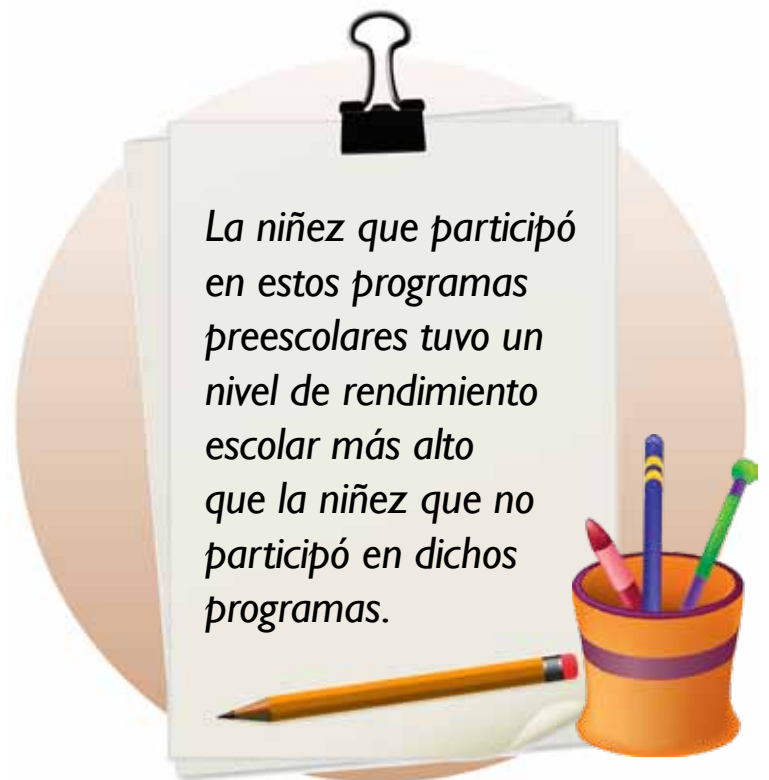 La niñez que participó
en estos programas
preescolares tuvo un
nivel de rendimiento
escolar más alto
que la niñez que no
participó en dichos
programas.